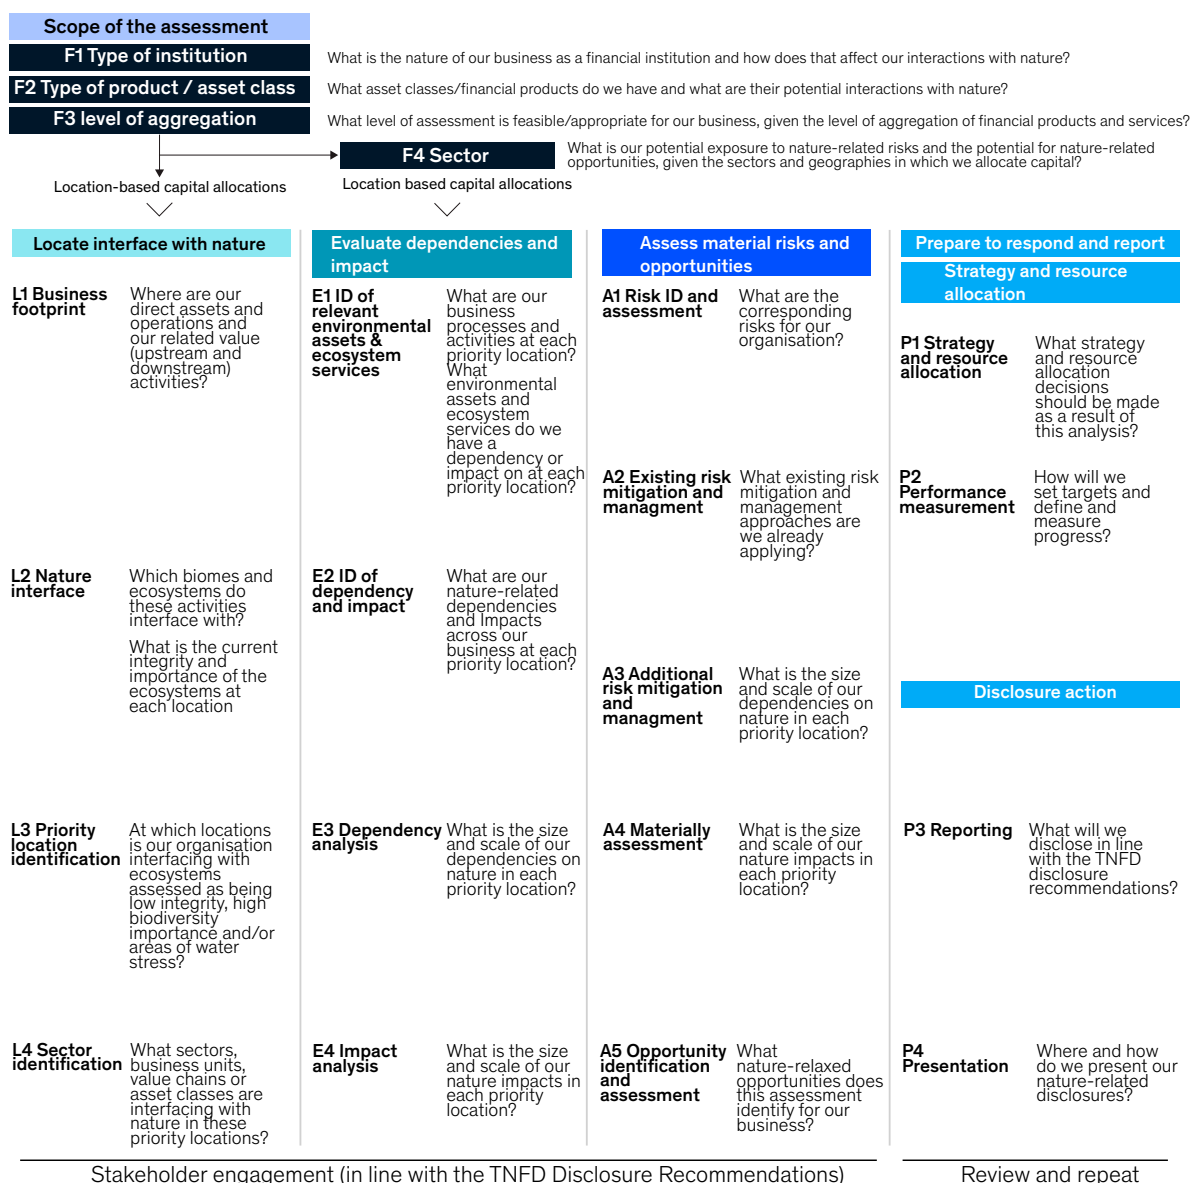 Scope of the assessment
F1 Type of institution
What is the nature of our business as a financial institution and how does that affect our interactions with nature?
F2 Type of product / asset class
What asset classes/financial products do we have and what are their potential interactions with nature?
F3 level of aggregation
What level of assessment is feasible/appropriate for our business, given the level of aggregation of financial products and services?
F4 Sector
What is our potential exposure to nature-related risks and the potential for nature-related
opportunities, given the sectors and geographies in which we allocate capital?
Location-based capital allocations
Location based capital allocations
Locate interface with nature
L1 Business
footprint
Where are our
direct assets and
operations and
our related value
(upstream and
downstream)
activities?
L2 Nature
interface
Which biomes and
ecosystems do
these activities
interface with?
What is the current
integrity and
importance of the
ecosystems at
each location
L3 Priority
location
identification
At which locations
is our organisation
interfacing with
ecosystems
assessed as being
low integrity, high
biodiversity
importance and/or
areas of water
stress?
L4 Sector
identification
What sectors,
business units,
value chains or
asset classes are
interfacing with
nature in these
priority locations?
Evaluate dependencies and
impact
E1 ID of
relevant
environmental
assets &
ecosystem
services
What are our
business
processes and
activities at each
priority location?
What
environmental
assets and
ecosystem
services do we
have a
dependency or
impact on at each
priority location?
E2 ID of
dependency
and impact
What are our
nature-related
dependencies
and Impacts
across our
business at each
priority location?
E3 Dependency
analysis
What is the size
and scale of our
dependencies on
nature in each
priority location?
E4 Impact
analysis
What is the size
and scale of our
nature impacts in
each priority
location?
Assess material risks and
opportunities
A1 Risk ID and
assessment
What are the
corresponding
risks for our
organisation?
A2 Existing risk
mitigation and
managment
What existing risk
mitigation and
management
approaches are
we already
applying?
A3 Additional
risk mitigation
and
managment
What is the size
and scale of our
dependencies on
nature in each
priority location?
A4 Materially
assessment
What is the size
and scale of our
nature impacts in
each priority
location?
A5 Opportunity
identification
and
assessment
What
nature-relaxed
opportunities does
this assessment
identify for our
business?
Prepare to respond and report
Strategy and resource
allocation
P1 Strategy
and resource
allocation
What strategy
and resource
allocation
decisions
should be made
as a result of
this analysis?
P2
Performance
measurement
How will we
set targets and
define and
measure
progress?
Disclosure action
P3 Reporting
What will we
disclose in line
with the TNFD
disclosure
recommendations?
P4
Presentation
Where and how
do we present our
nature-related
disclosures?
Stakeholder engagement (in line with the TNFD Disclosure Recommendations)
Review and repeat